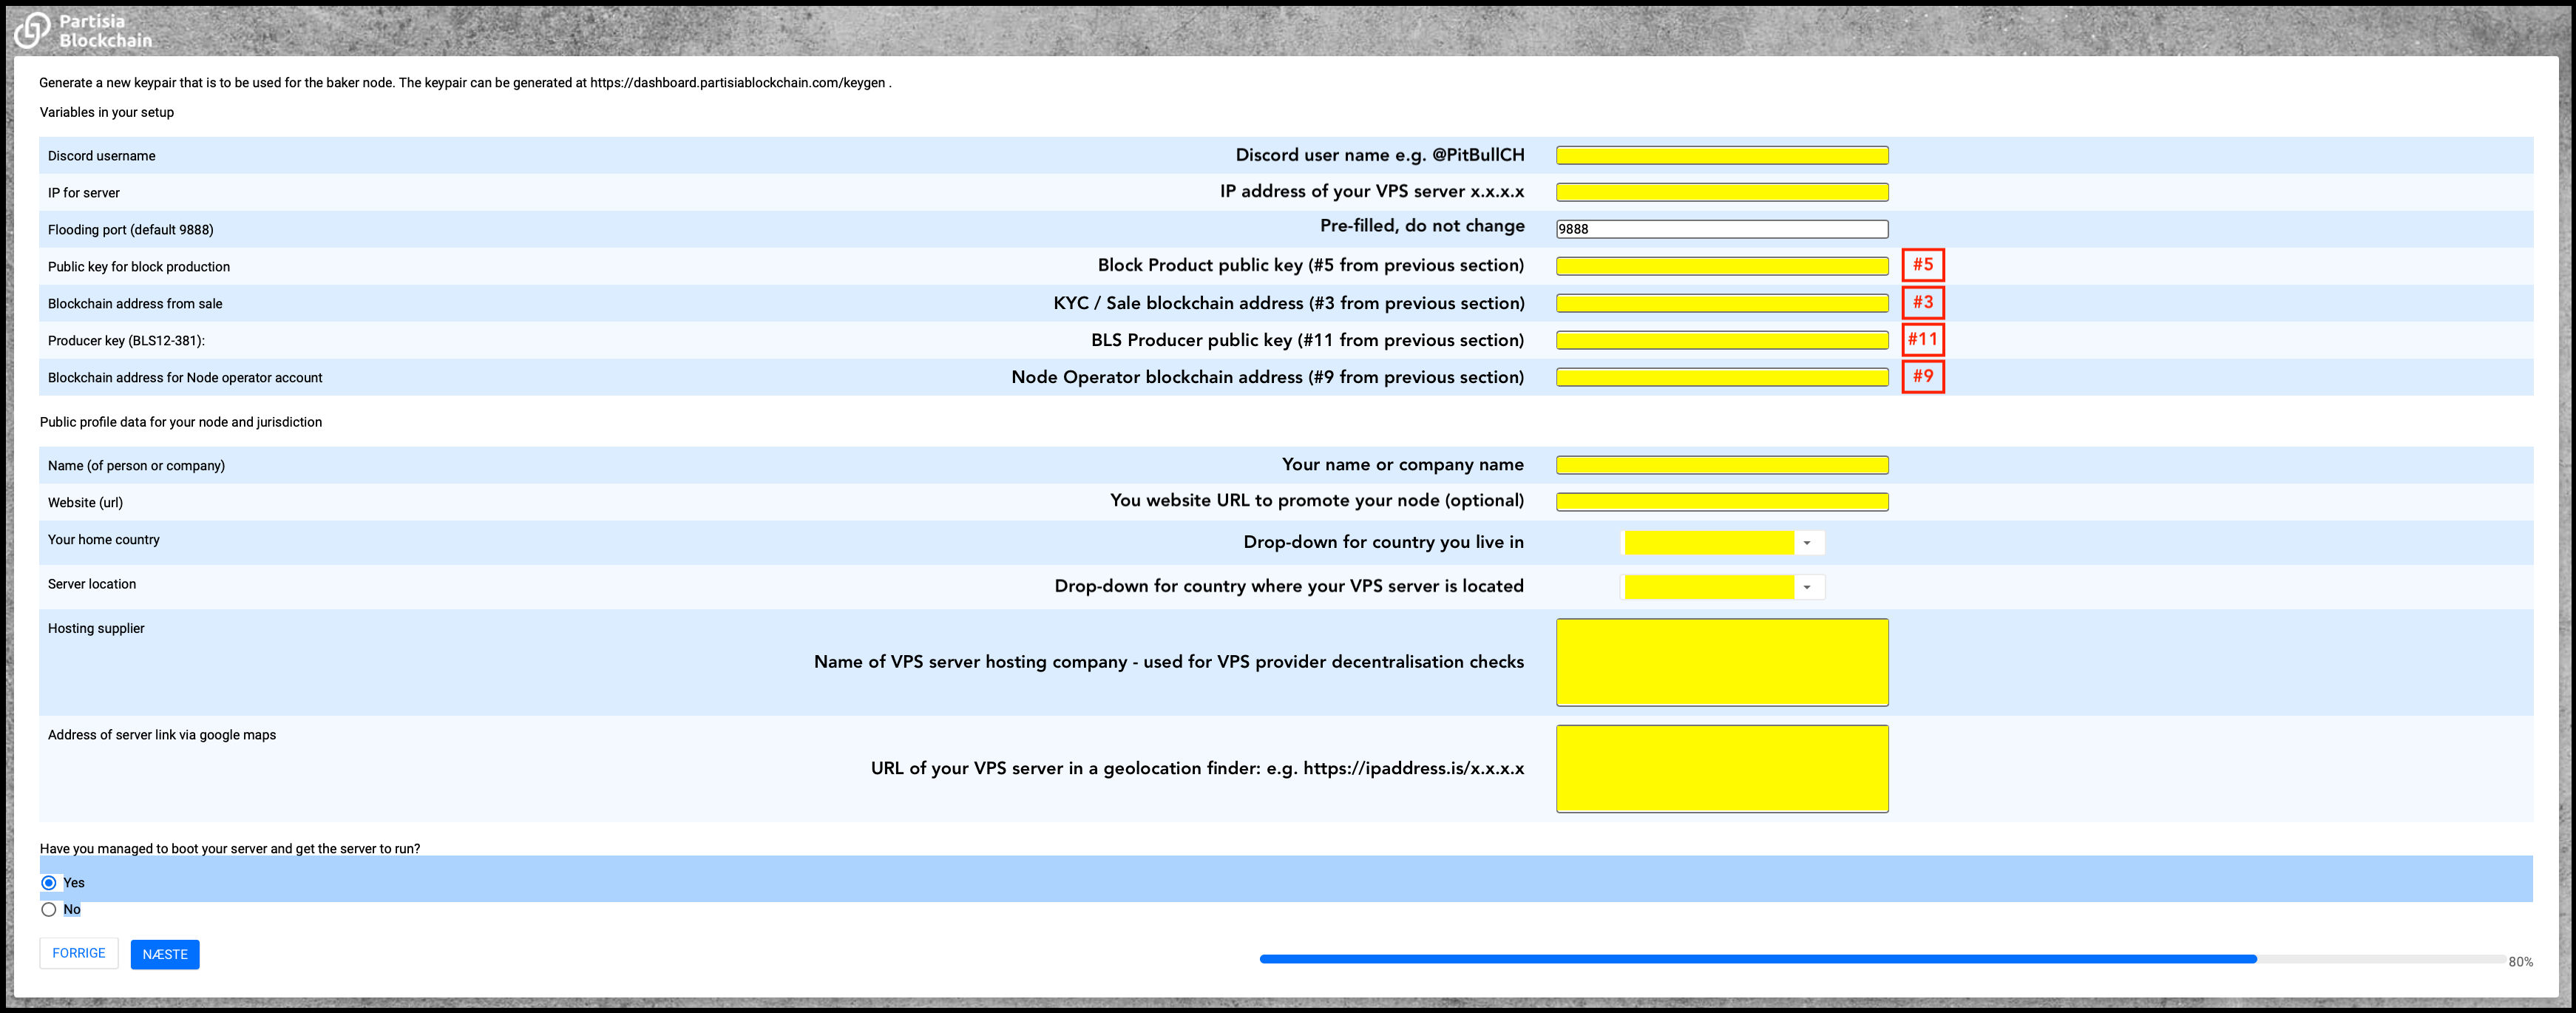 Partisia
Blockchain
Generate a new keypair that is to be used for the baker node. The keypair can be generated at https://dashboard.partisiablockchain.com/keygen .
Variables in your setup
Discord username Discord user name e.g. @PitBullCH
IP for server IP address of your VPS server x.x.x.x
Flooding port (default 9888) Pre-filled, do not change 9888
Public key for block production Block Product public key (#5 from previous section) #5
Blockchain address from sale KYC / Sale blockchain address (#3 from previous section) #3
Producer key (BLS12-381): BLS Producer public key (#11 from previous section) #11
Blockchain address for Node operator account Node Operator blockchain address (#9 from previous section) #9
Public profile data for your node and jurisdiction
Name (of person or company) Your name or company name
Website (url) You website URL to promote your node (optional)
Your home country Drop-down for country you live in
Server location Drop-down for country where your VPS server is located
Hosting supplier
Name of VPS server hosting company - used for VPS provider decentralisation checks
Address of server link via google maps
URL of your VPS server in a geolocation finder: e.g. https://ipaddress.is/x.x.x.x
Have you managed to boot your server and get the server to run?
Yes
No
FORRIGE NÆSTE 80%